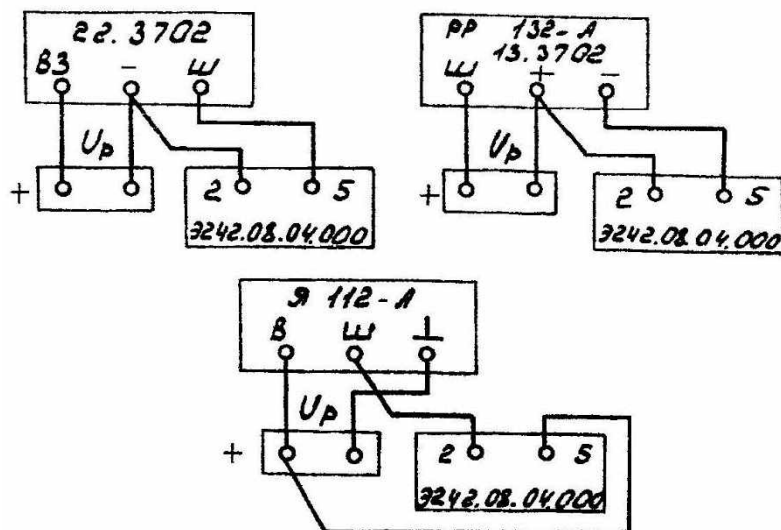 22.3702
ВЗ − Ш
Uр
+
2 5
Э242.08.04.000
РР 132-А
13.3702
Ш + −
Uр
+
2 5
Э242.08.04.000
Я 112-А
В Ш ⊥
Uр
+
2 5
Э242.08.04.000